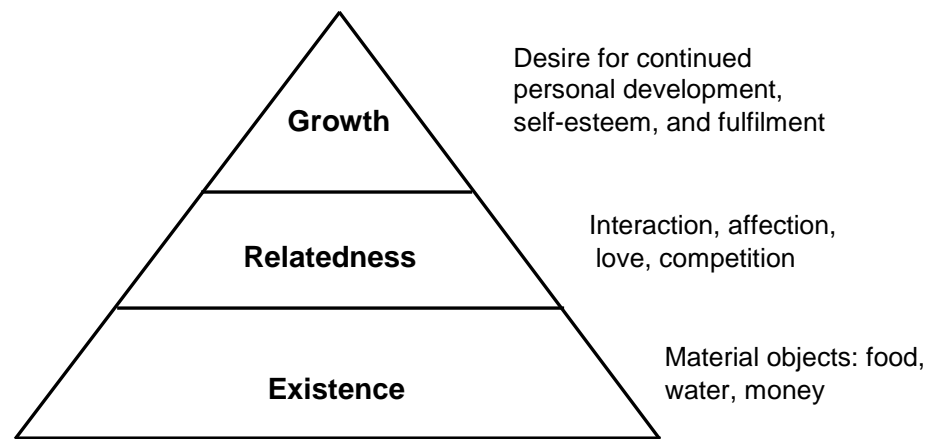 Desire for continued
personal development,
self-esteem, and fulfilment
Growth
Interaction, affection,
love, competition
Relatedness
Material objects: food,
water, money
Existence